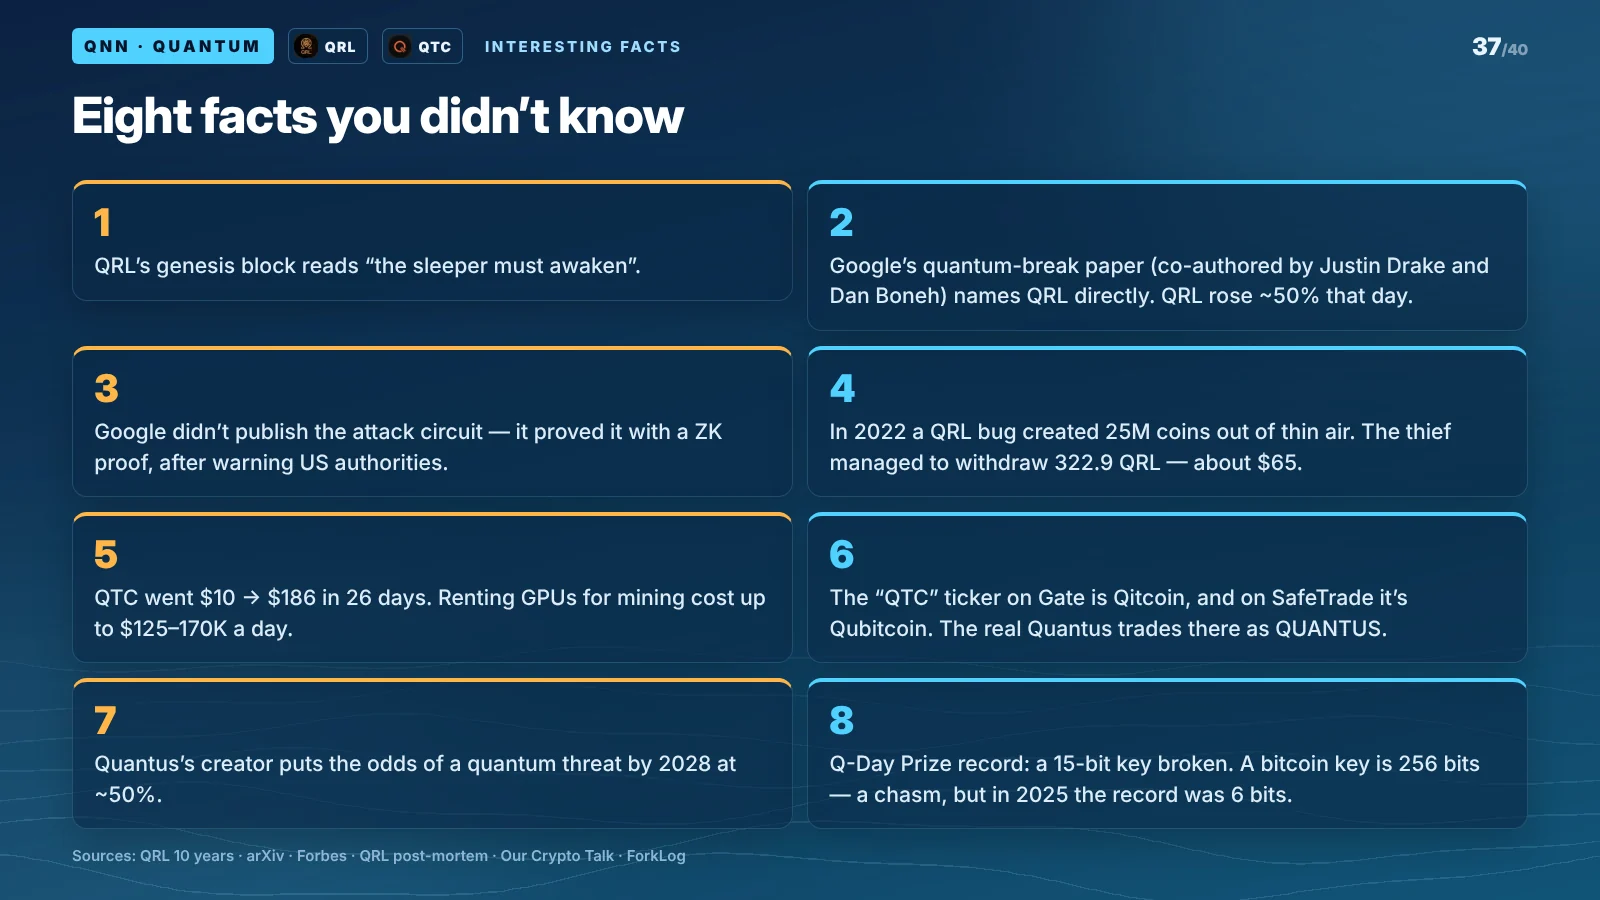 QNN · QUANTUM
QRL
QTC
INTERESTING FACTS
37/40
Eight facts you didn’t know
1
QRL’s genesis block reads “the sleeper must awaken”.
2
Google’s quantum-break paper (co-authored by Justin Drake and
Dan Boneh) names QRL directly. QRL rose ~50% that day.
3
Google didn’t publish the attack circuit — it proved it with a ZK
proof, after warning US authorities.
4
In 2022 a QRL bug created 25M coins out of thin air. The thief
managed to withdraw 322.9 QRL — about $65.
5
QTC went $10 → $186 in 26 days. Renting GPUs for mining cost up
to $125–170K a day.
6
The “QTC” ticker on Gate is Qitcoin, and on SafeTrade it’s
Qubitcoin. The real Quantus trades there as QUANTUS.
7
Quantus’s creator puts the odds of a quantum threat by 2028 at
~50%.
8
Q-Day Prize record: a 15-bit key broken. A bitcoin key is 256 bits
— a chasm, but in 2025 the record was 6 bits.
Sources: QRL 10 years · arXiv · Forbes · QRL post-mortem · Our Crypto Talk · ForkLog